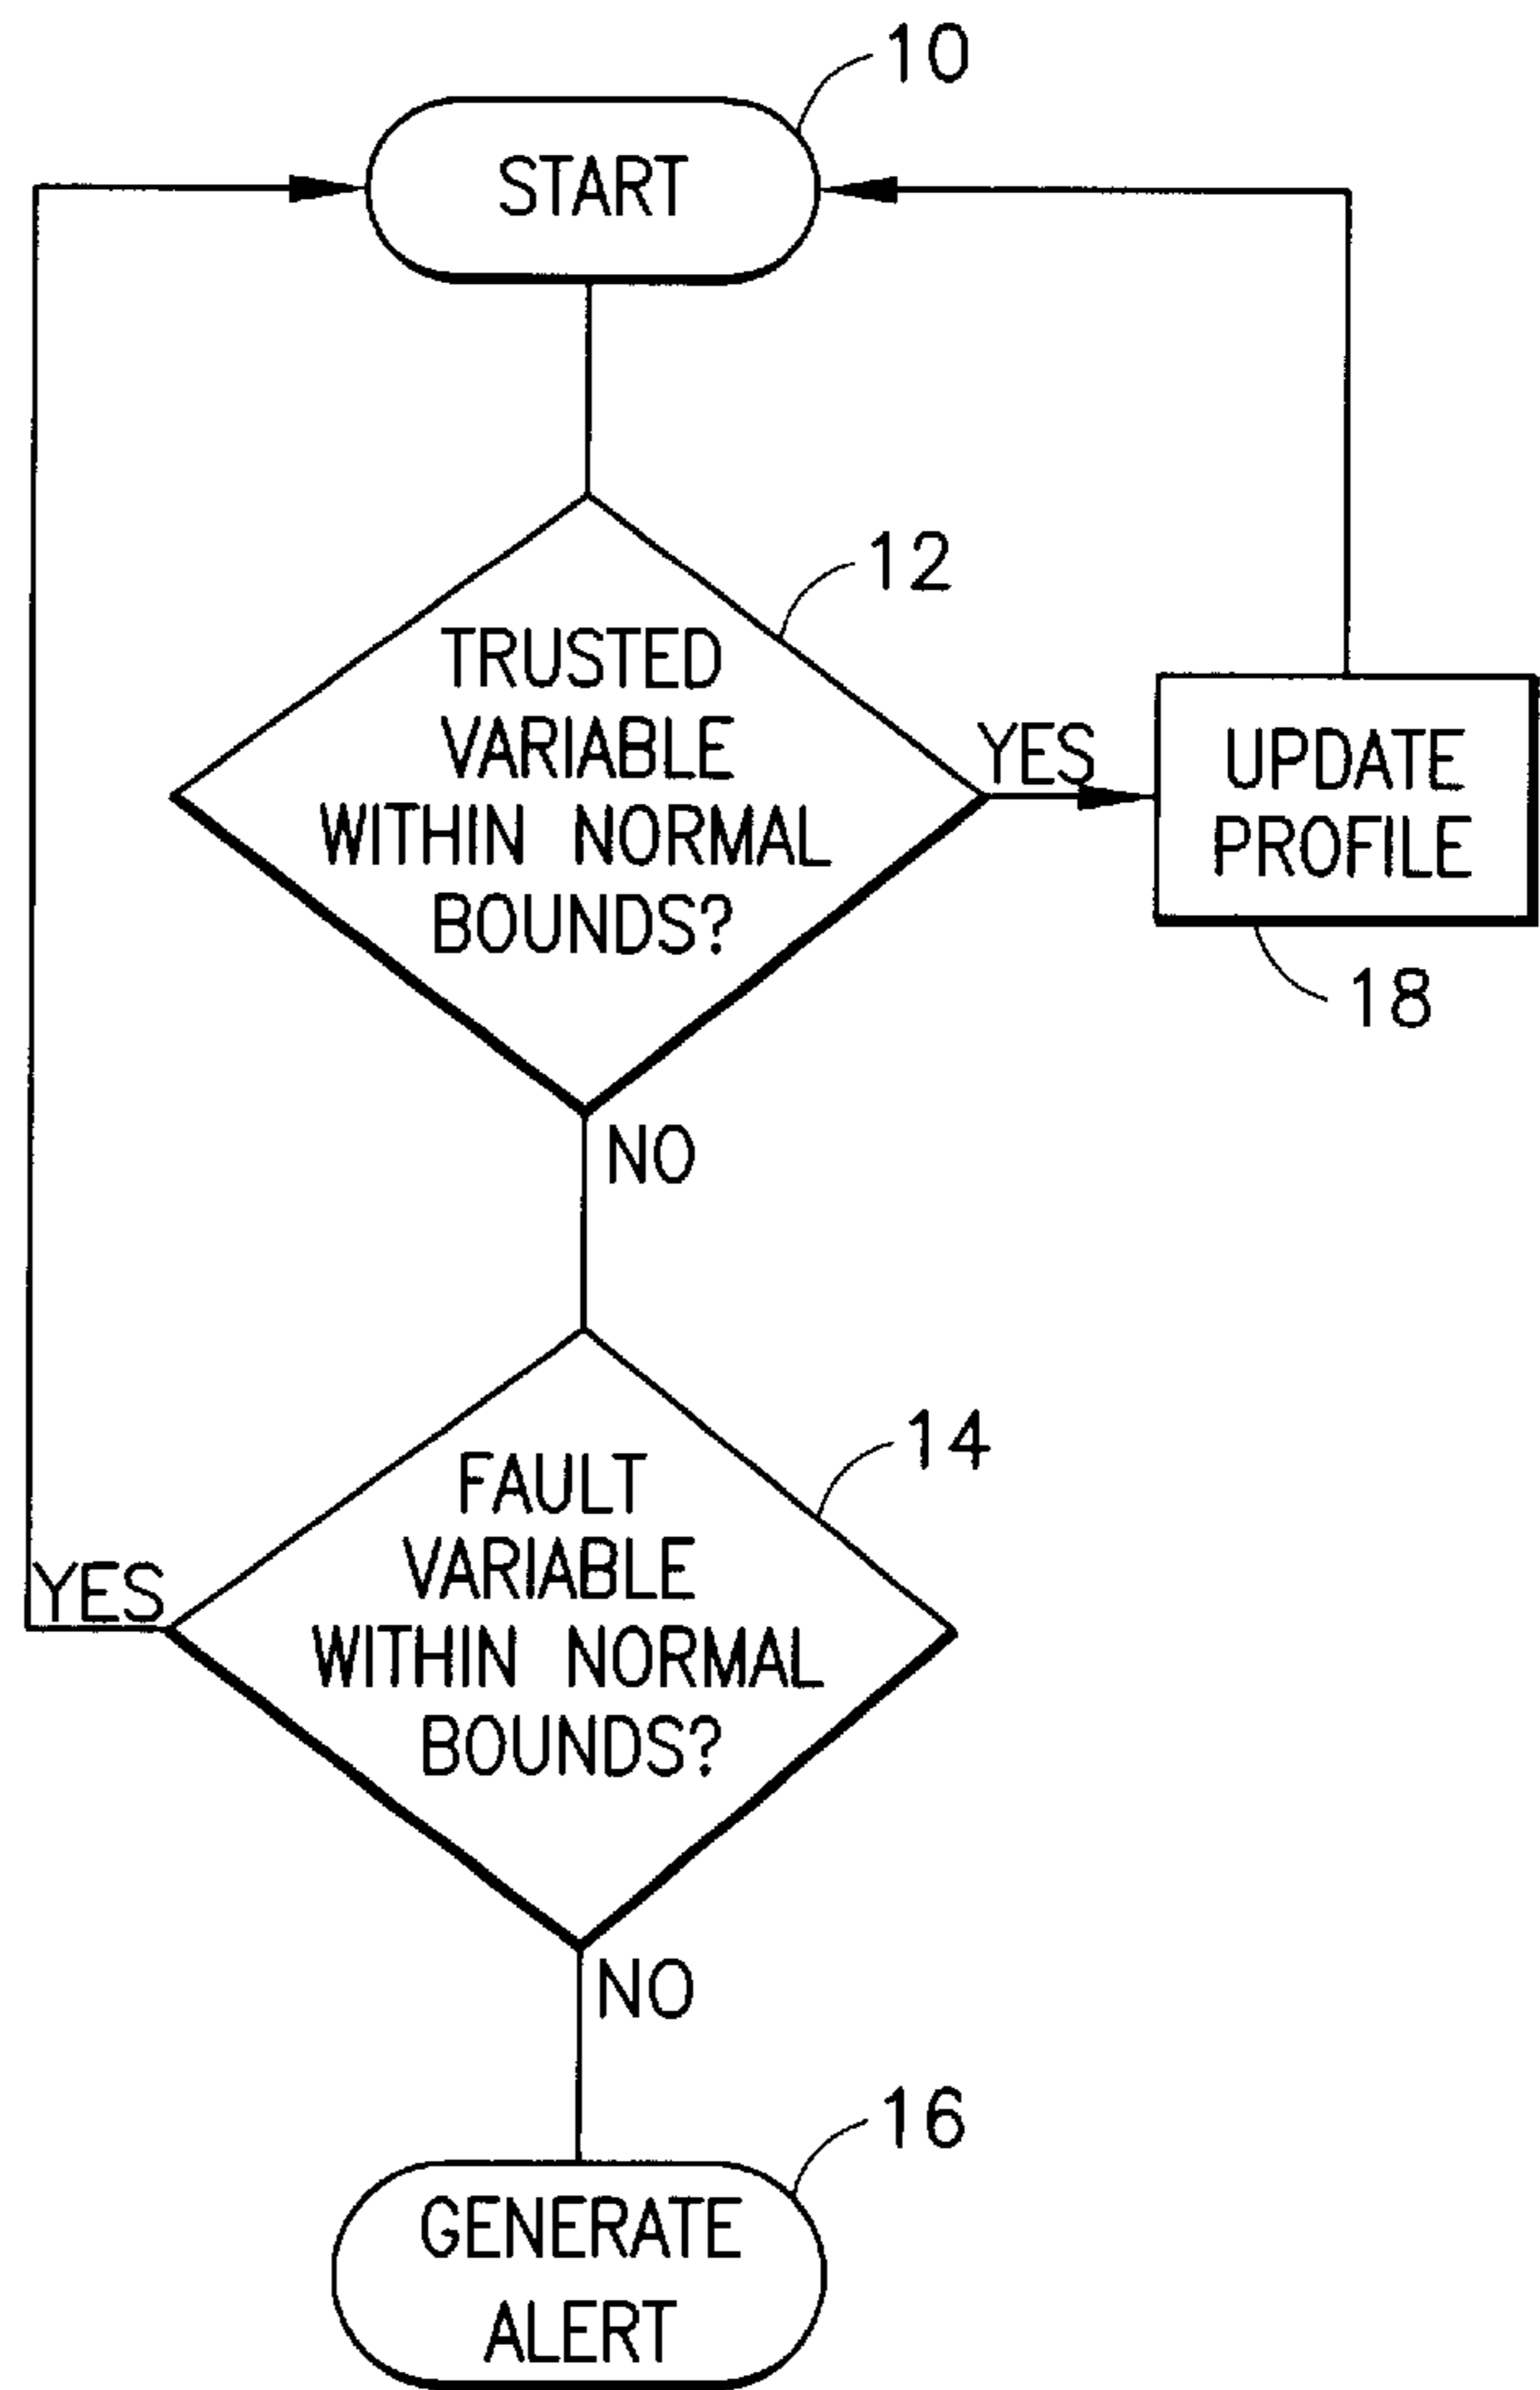 10
START
12
TRUSTED
VARIABLE
WITHIN NORMAL
BOUNDS?
YES
UPDATE
PROFILE
18
NO
14
FAULT
VARIABLE
WITHIN NORMAL
BOUNDS?
YES
NO
16
GENERATE
ALERT